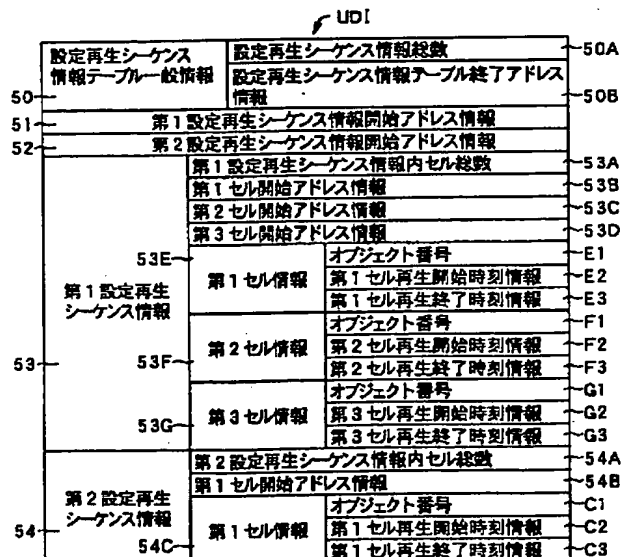 UDI
設定再生シーケンス 設定再生シーケンス情報総数 50A
情報テーブル一般情報 設定再生シーケンス情報テーブル終了アドレス
50 情報 50B
51 第1設定再生シーケンス情報開始アドレス情報
52 第2設定再生シーケンス情報開始アドレス情報
第1設定再生シーケンス情報内セル総数 53A
第1セル開始アドレス情報 53B
第2セル開始アドレス情報 53C
第3セル開始アドレス情報 53D
53E オブジェクト番号 E1
第1セル情報 第1セル再生開始時刻情報 E2
第1セル再生終了時刻情報 E3
第1設定再生
シーケンス情報
オブジェクト番号 F1
第2セル情報 第2セル再生開始時刻情報 F2
53 53F 第2セル再生終了時刻情報 F3
オブジェクト番号 G1
第3セル情報 第3セル再生開始時刻情報 G2
53G 第3セル再生終了時刻情報 G3
第2設定再生シーケンス情報内セル総数 54A
第1セル開始アドレス情報 54B
第2設定再生
シーケンス情報
オブジェクト番号 C1
54 第1セル情報 第1セル再生開始時刻情報 C2
54C 第1セル再生終了時刻情報 C3